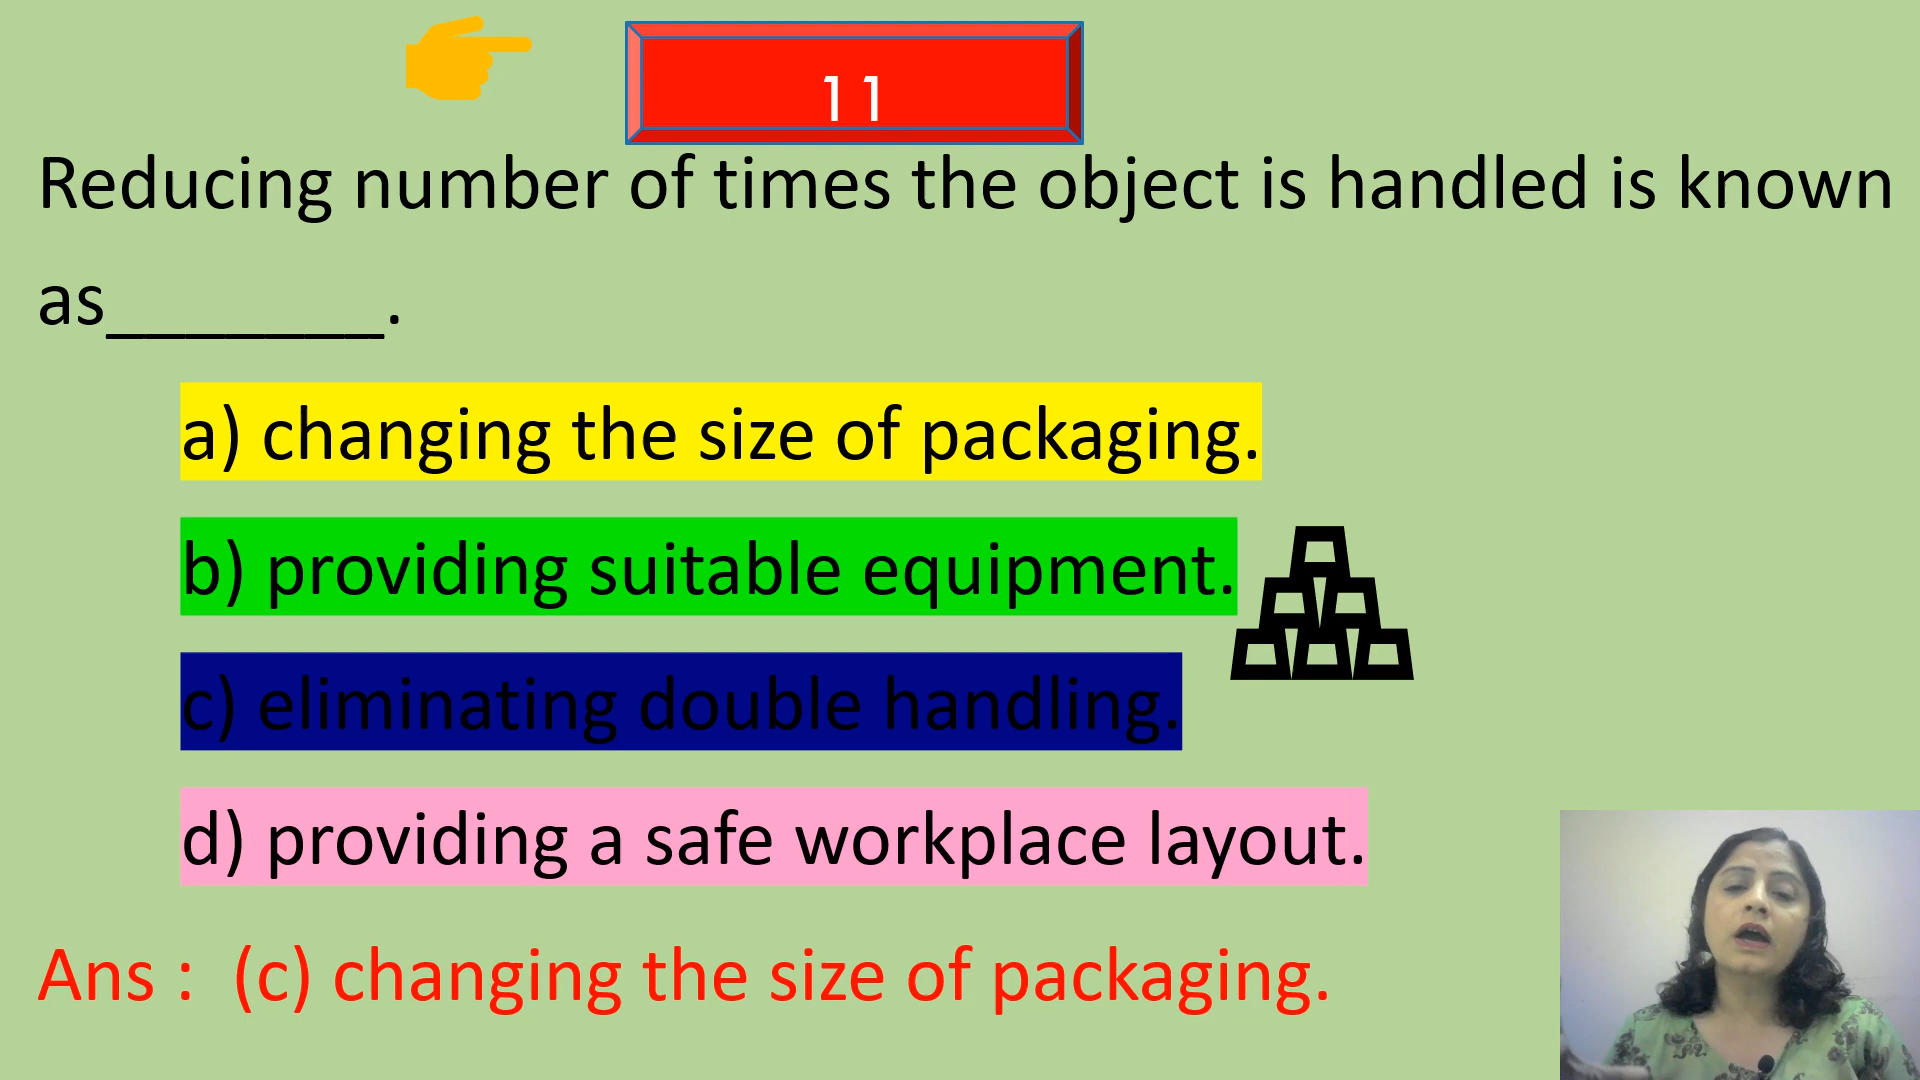 11
Reducing number of times the object is handled is known
as_______.
a) changing the size of packaging.
b) providing suitable equipment.
c) eliminating double handling.
d) providing a safe workplace layout.
Ans : (c) changing the size of packaging.